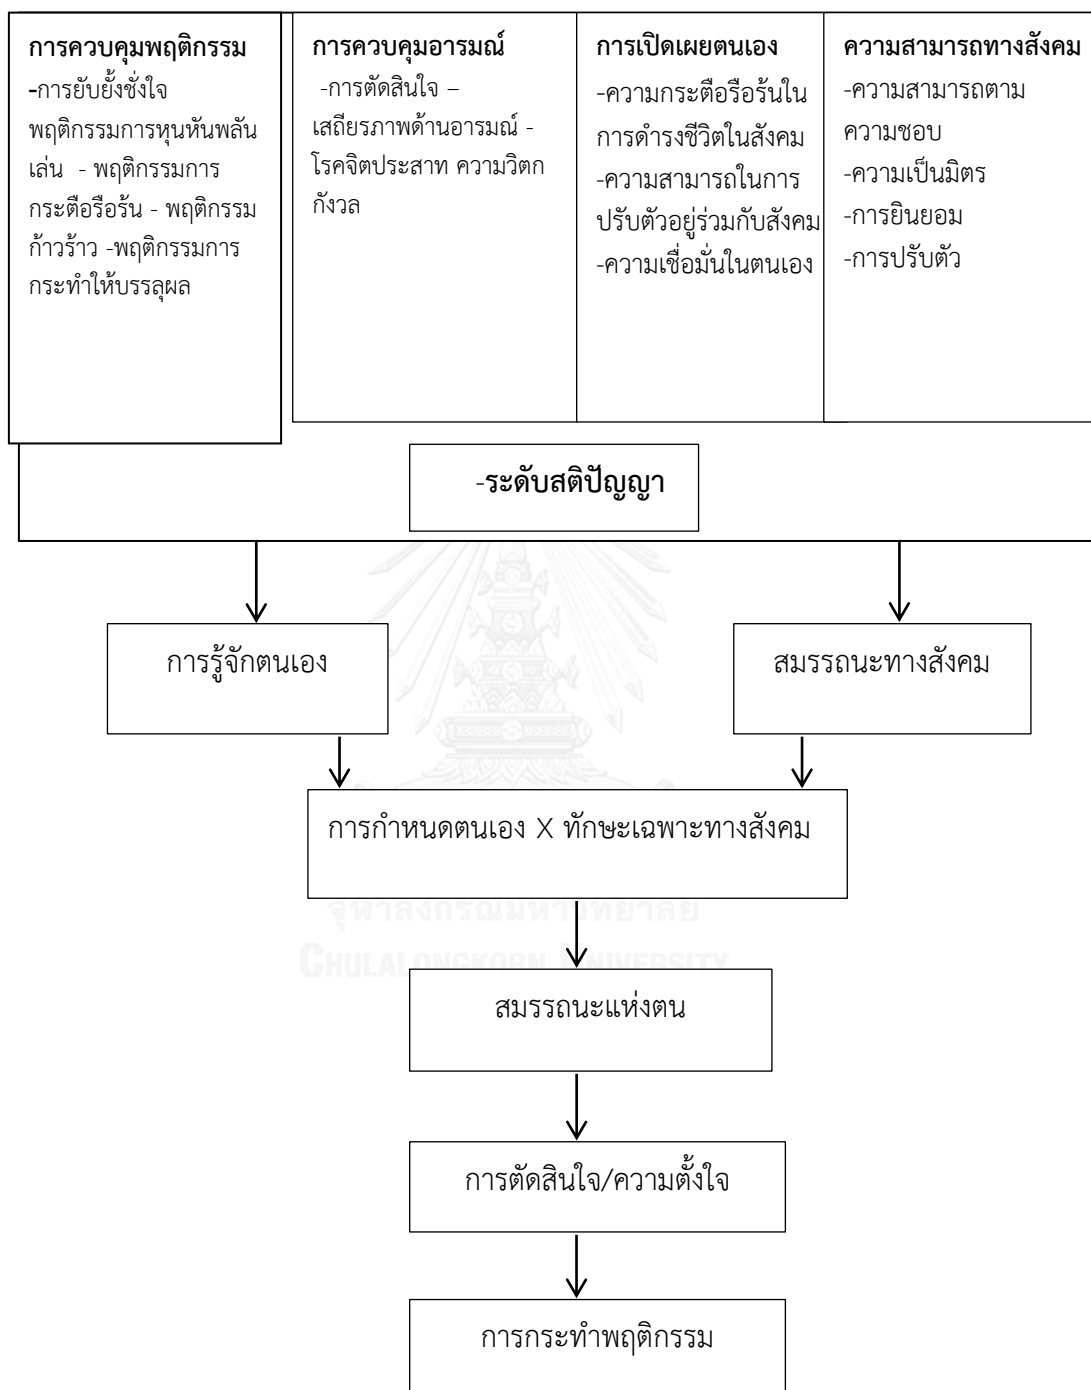 การควบคุมพฤติกรรม
-การยับยั้งชั่งใจ
พฤติกรรมการหุนหันพลัน
เล่น - พฤติกรรมการ
กระตือรือร้น - พฤติกรรม
ก้าวร้าว -พฤติกรรมการ
กระทำให้บรรลุผล
การควบคุมอารมณ์
-การตัดสินใจ –
เสถียรภาพด้านอารมณ์ -
โรคจิตประสาท ความวิตก
กังวล
การเปิดเผยตนเอง
-ความกระตือรือร้นใน
การดำรงชีวิตในสังคม
-ความสามารถในการ
ปรับตัวอยู่ร่วมกับสังคม
-ความเชื่อมั่นในตนเอง
ความสามารถทางสังคม
-ความสามารถตาม
ความชอบ
-ความเป็นมิตร
-การยินยอม
-การปรับตัว
-ระดับสติปัญญา
การรู้จักตนเอง
สมรรถนะทางสังคม
การกำหนดตนเอง X ทักษะเฉพาะทางสังคม
จุฬาลงกรณ์มหาวิทยาลัย
CHULALONGKORN UNIVERSITY
สมรรถนะแห่งตน
การตัดสินใจ/ความตั้งใจ
การกระทำพฤติกรรม